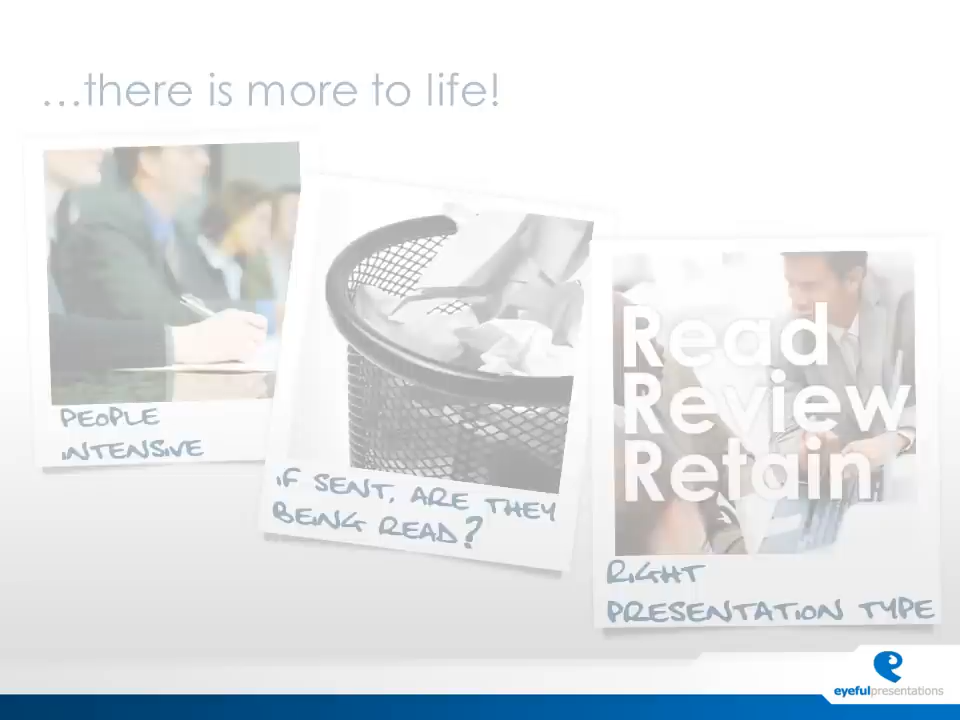 ...there is more to life!
PEOPLE
INTENSIVE
IF SENT, ARE THEY
BEING READ?
Read
Review
Retain
RIGHT
PRESENTATION TYPE
eyefulpresentations